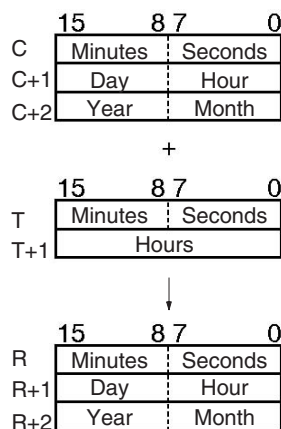 15 8 7 0
C Minutes Seconds
C+1 Day Hour
C+2 Year Month
+
15 8 7 0
T Minutes Seconds
T+1 Hours
15 8 7 0
R Minutes Seconds
R+1 Day Hour
R+2 Year Month